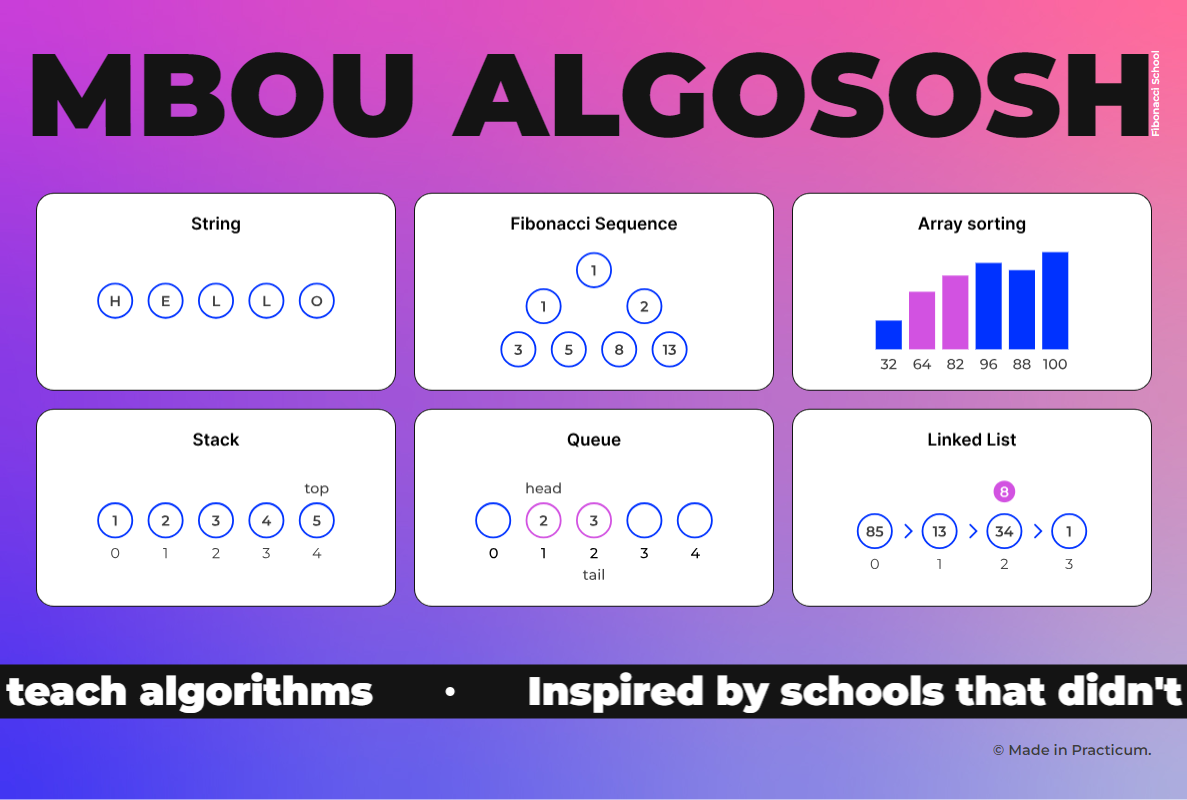 MBOU ALGOSOSH
Fibonacci School
String
H E L L O
Fibonacci Sequence
1
1 2
3 5 8 13
Array sorting
32 64 82 96 88 100
Stack
top
1 2 3 4 5
0 1 2 3 4
Queue
head
2 3
0 1 2 3 4
tail
Linked List
8
85 > 13 > 34 > 1
0 1 2 3
teach algorithms • Inspired by schools that didn't
© Made in Practicum.